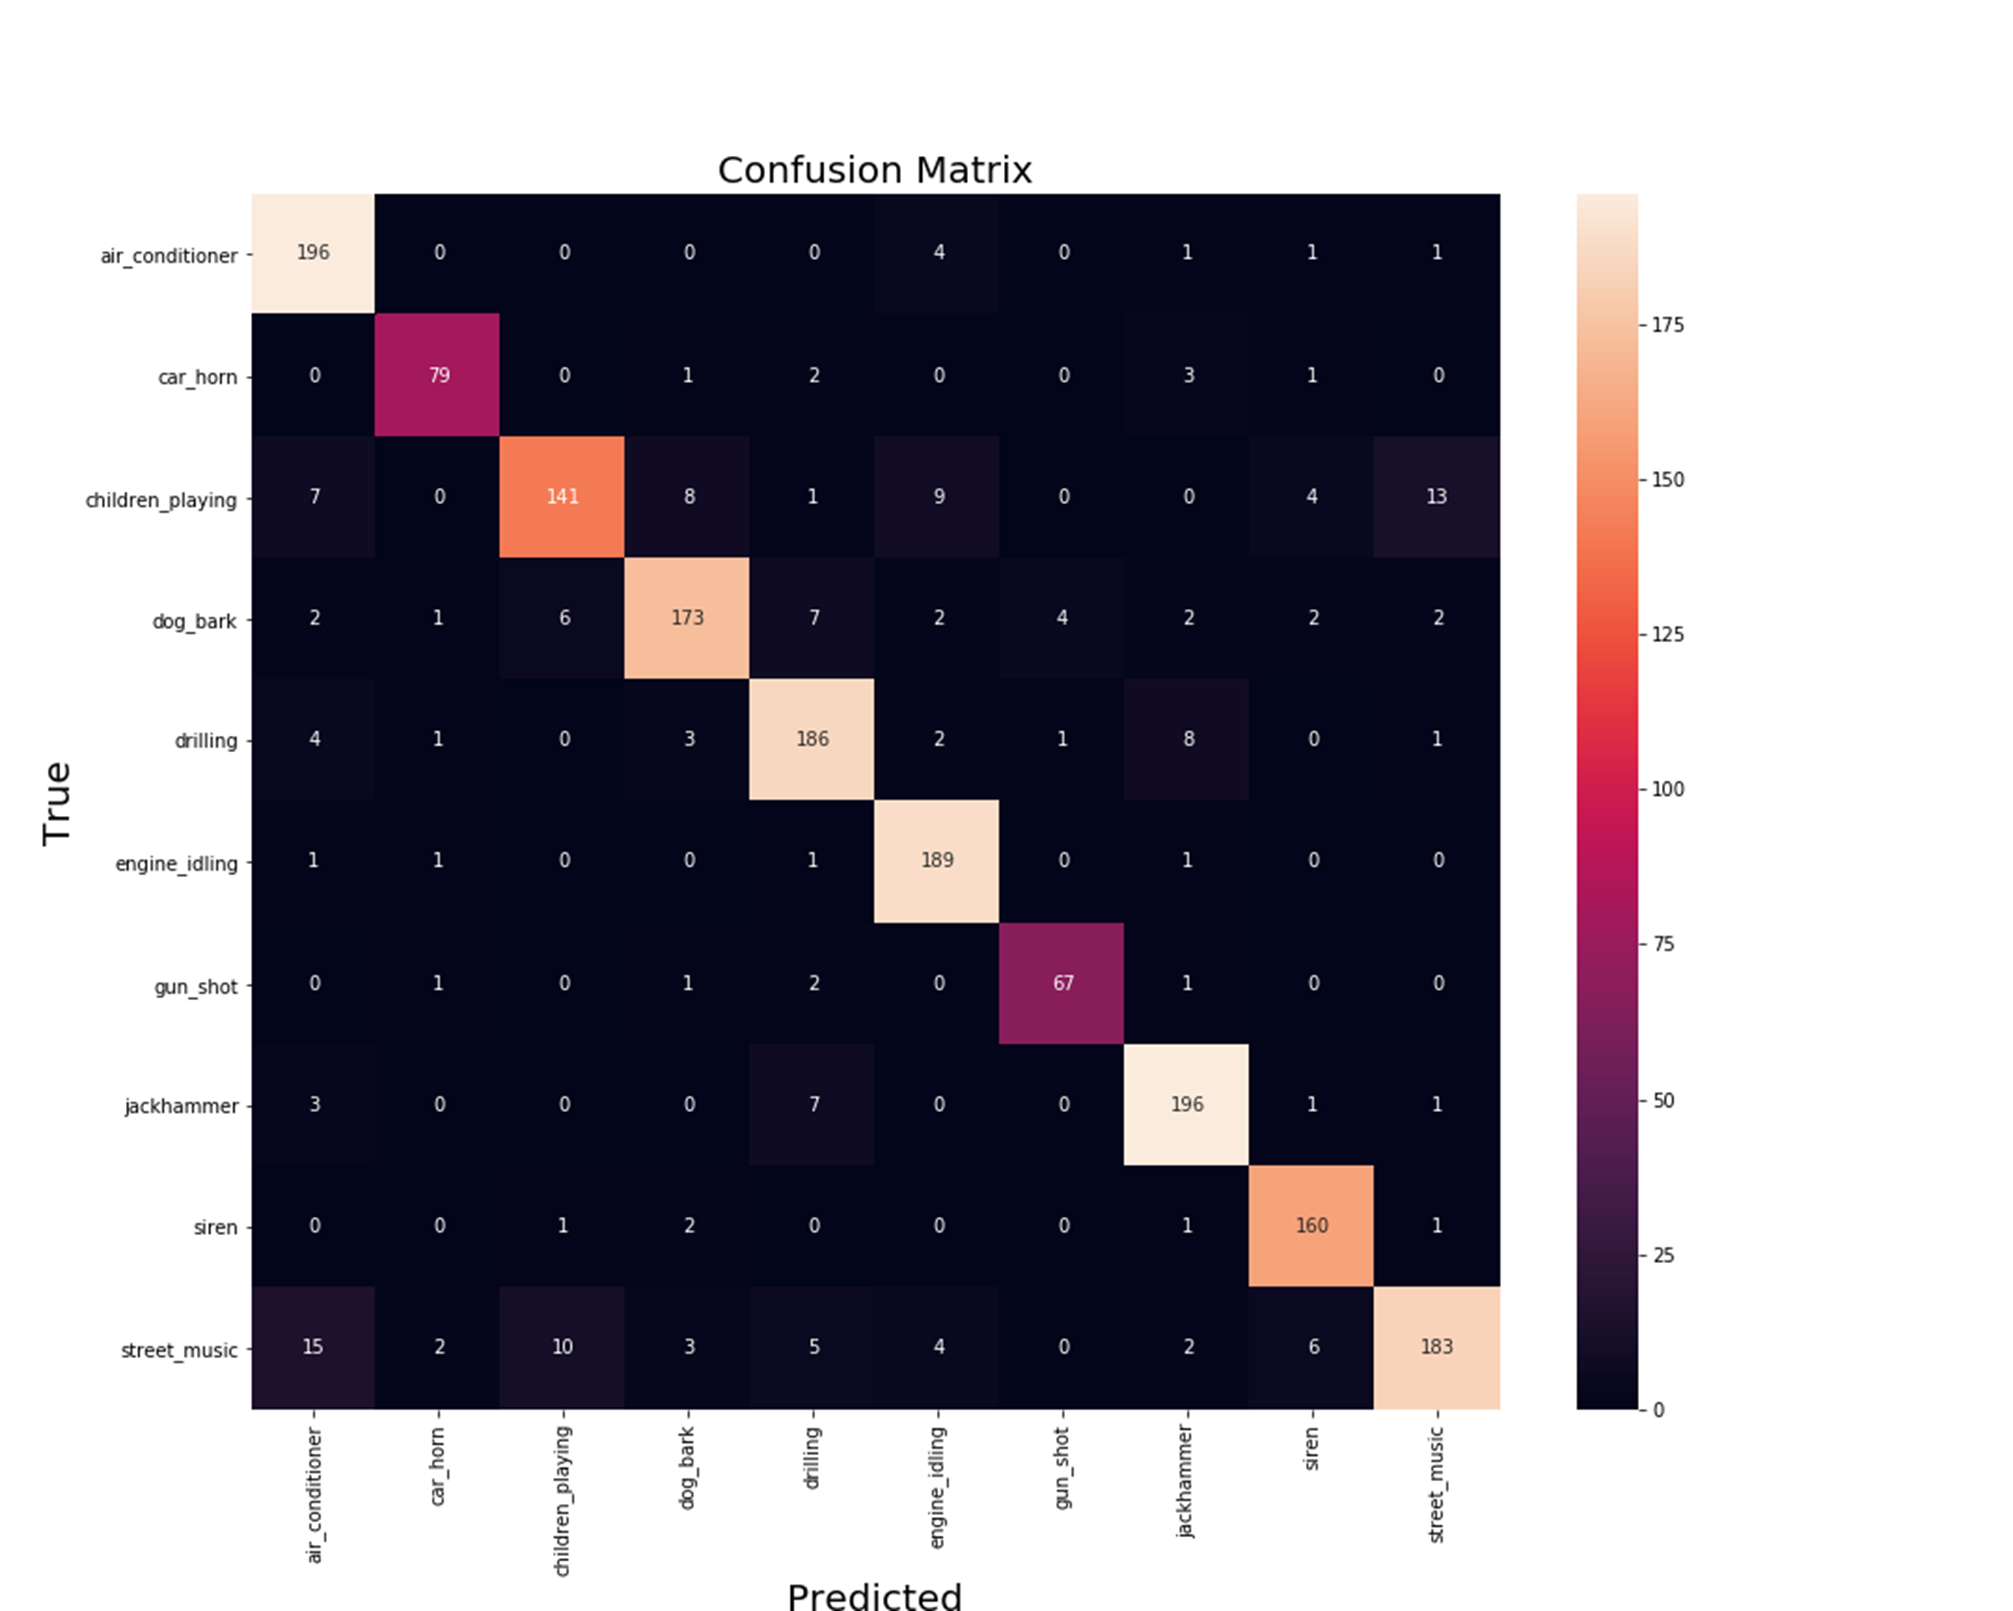 Confusion Matrix
air_conditioner 196 0 0 0 0 4 0 1 1 1
car_horn 0 79 0 1 2 0 0 3 1 0
children_playing 7 0 141 8 1 9 0 0 4 13
dog_bark 2 1 6 173 7 2 4 2 2 2
drilling 4 1 0 3 186 2 1 8 0 1
engine_idling 1 1 0 0 1 189 0 1 0 0
gun_shot 0 1 0 1 2 0 67 1 0 0
jackhammer 3 0 0 0 7 0 0 196 1 1
siren 0 0 1 2 0 0 0 1 160 1
street_music 15 2 10 3 5 4 0 2 6 183
True
air_conditioner
car_horn
children_playing
dog_bark
drilling
engine_idling
gun_shot
jackhammer
siren
street_music
Predicted
175
150
125
100
75
50
25
0